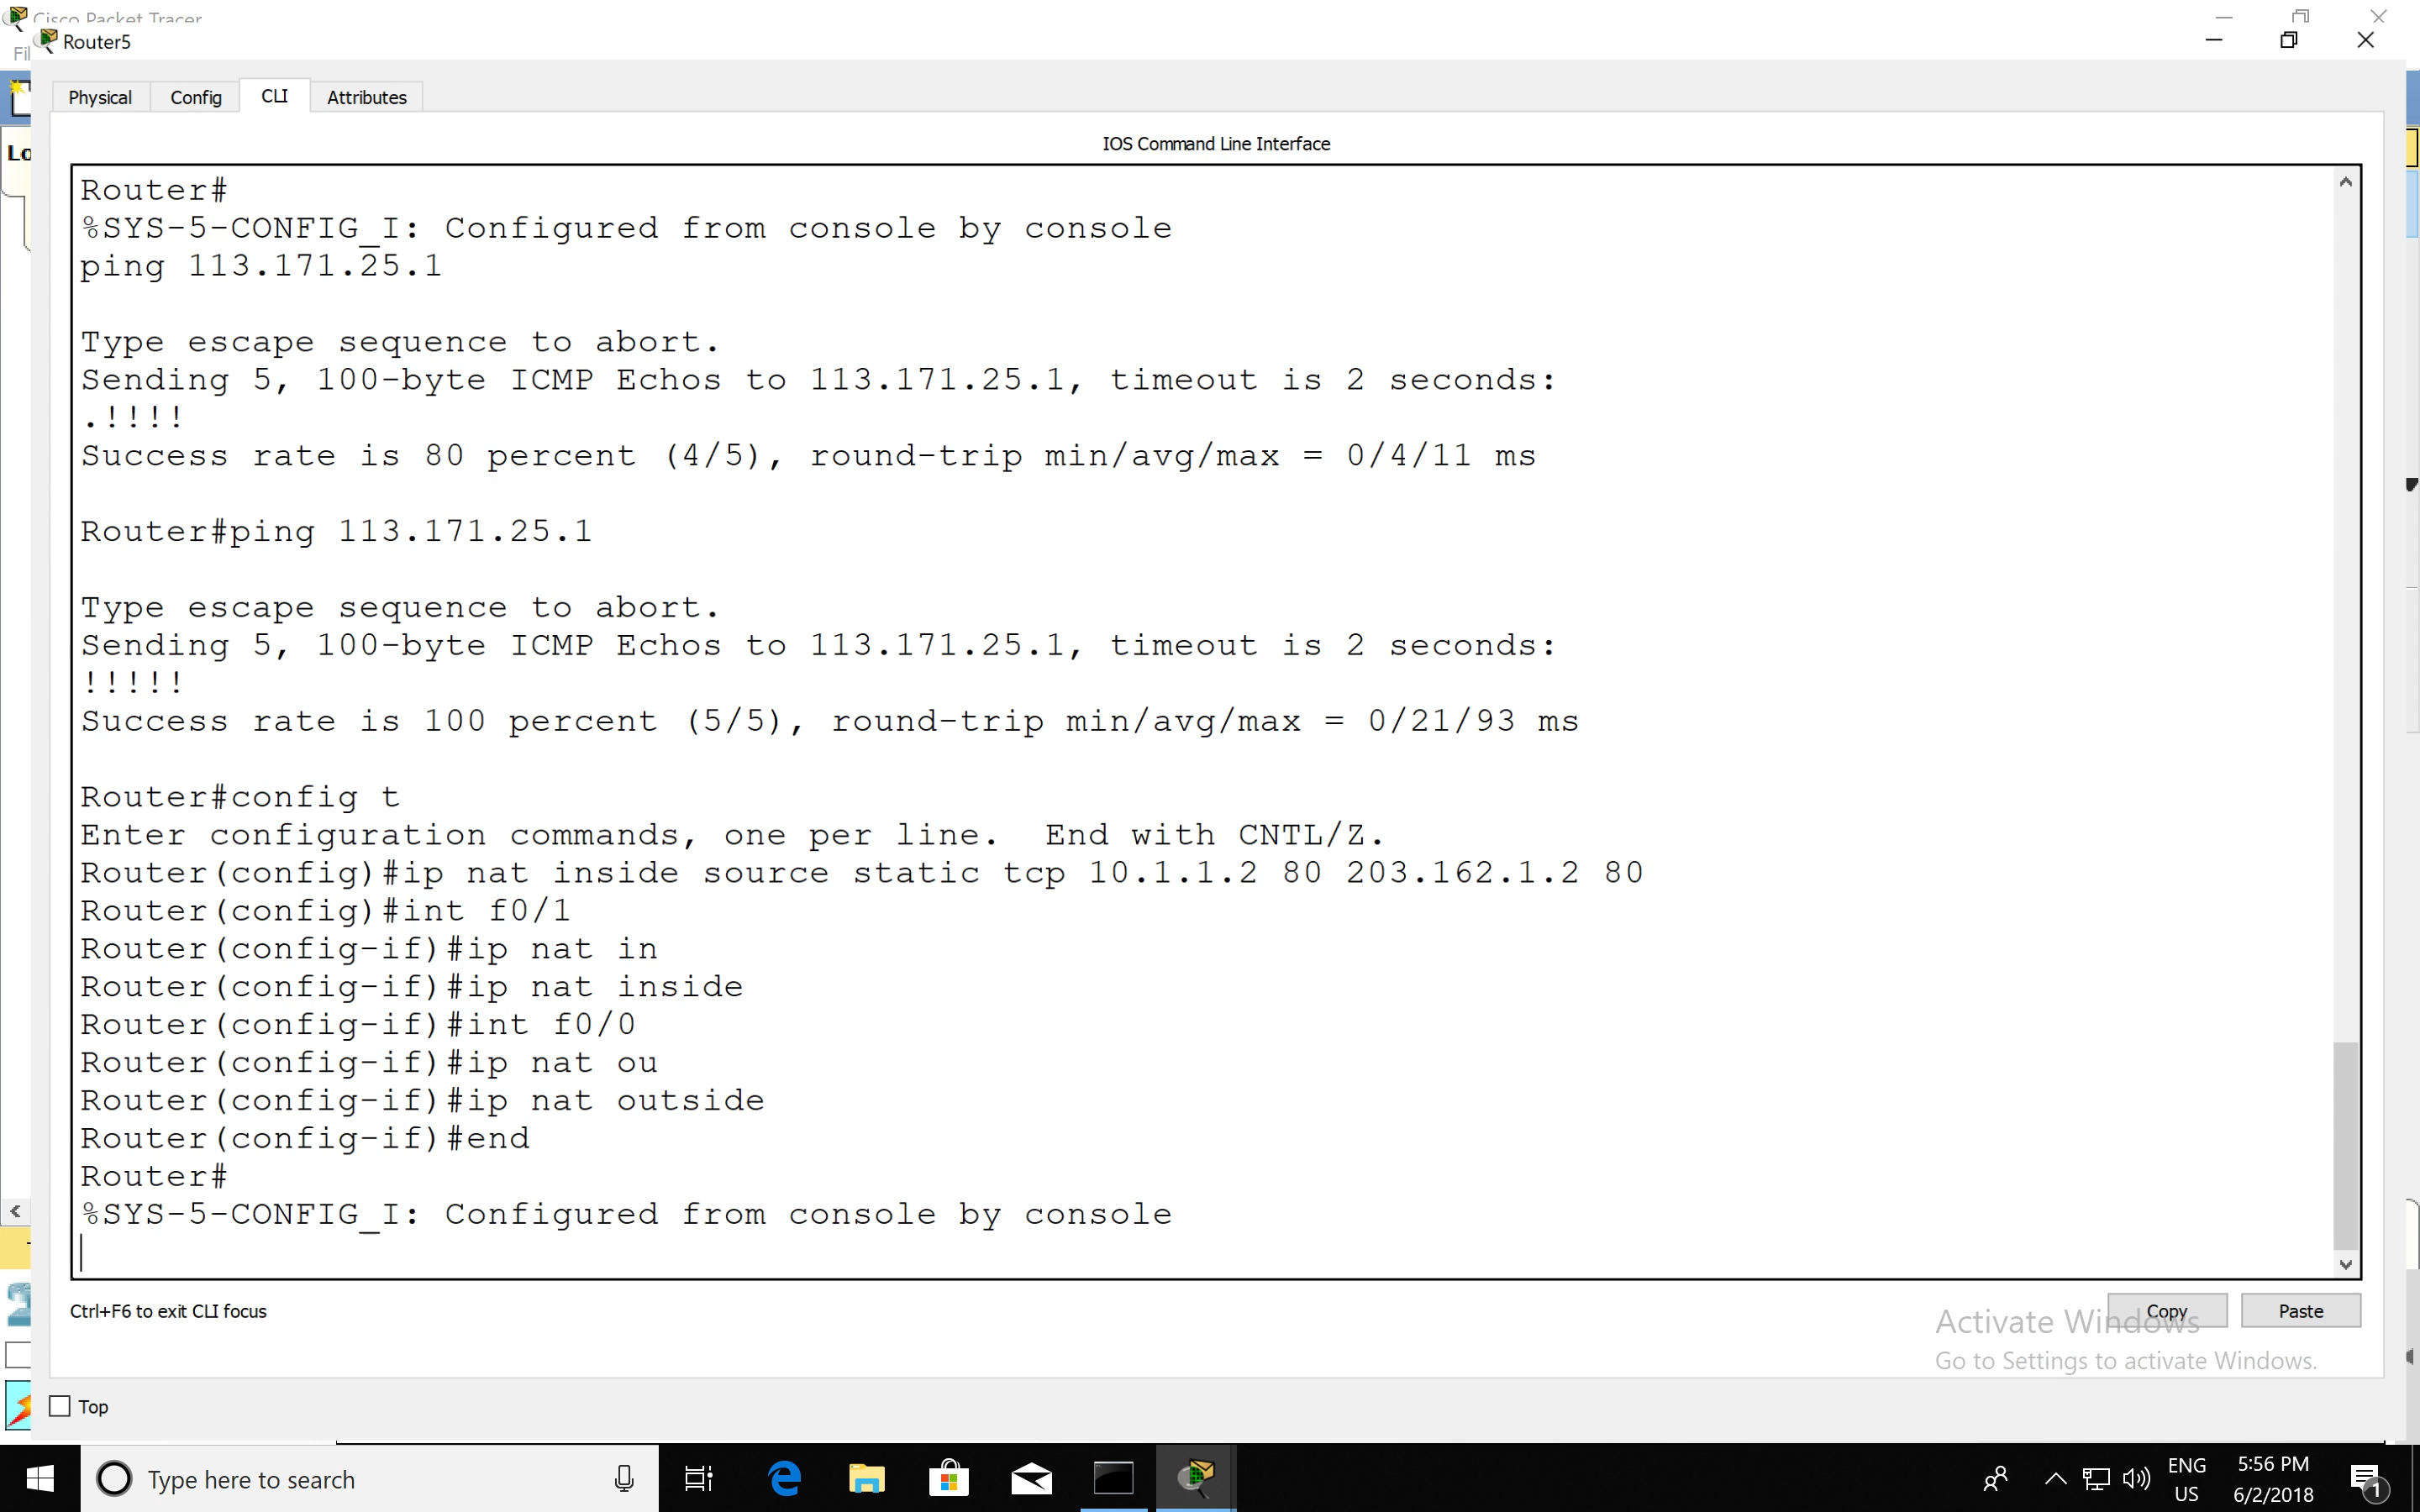 Cisco Packet Tracer
Router5
Fil
Physical Config CLI Attributes
Lo
IOS Command Line Interface
Router#
%SYS-5-CONFIG_I: Configured from console by console
ping 113.171.25.1
Type escape sequence to abort.
Sending 5, 100-byte ICMP Echos to 113.171.25.1, timeout is 2 seconds:
.!!!!
Success rate is 80 percent (4/5), round-trip min/avg/max = 0/4/11 ms
Router#ping 113.171.25.1
Type escape sequence to abort.
Sending 5, 100-byte ICMP Echos to 113.171.25.1, timeout is 2 seconds:
!!!!!
Success rate is 100 percent (5/5), round-trip min/avg/max = 0/21/93 ms
Router#config t
Enter configuration commands, one per line.  End with CNTL/Z.
Router(config)#ip nat inside source static tcp 10.1.1.2 80 203.162.1.2 80
Router(config)#int f0/1
Router(config-if)#ip nat in
Router(config-if)#ip nat inside
Router(config-if)#int f0/0
Router(config-if)#ip nat ou
Router(config-if)#ip nat outside
Router(config-if)#end
Router#
%SYS-5-CONFIG_I: Configured from console by console
Ctrl+F6 to exit CLI focus
Copy Paste
Activate Windows
Go to Settings to activate Windows.
Top
Type here to search
ENG
US
5:56 PM
6/2/2018
1